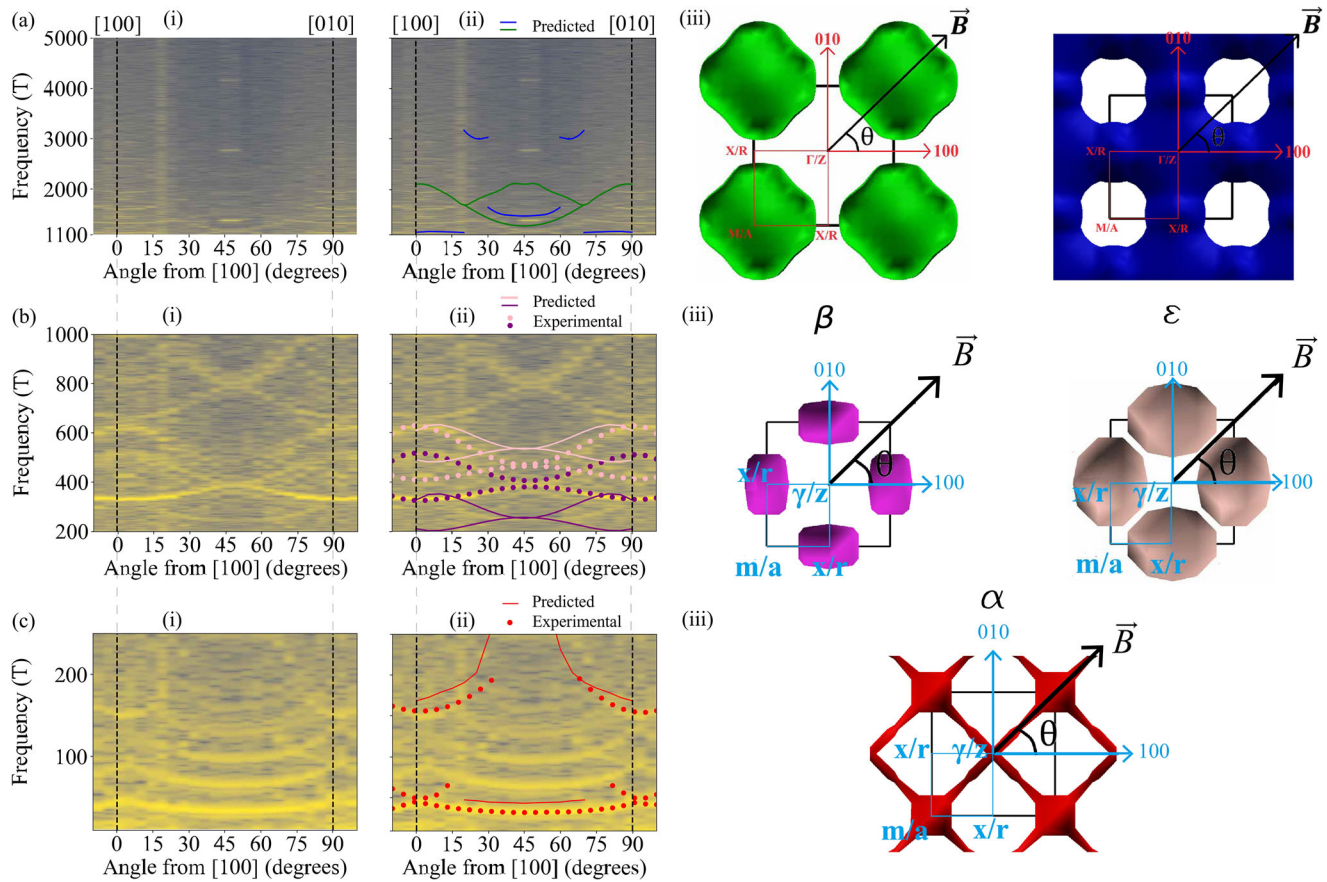 (a)
(i)
(ii)
(iii)
[100]
[010]
[100]
[010]
Predicted
Frequency (T)
5000
4000
3000
2000
1100
0 15 30 45 60 75 90
0 15 30 45 60 75 90
Angle from [100] (degrees)
Angle from [100] (degrees)
010
B
θ
X/R
Γ/Z
100
M/A
X/R
010
B
θ
X/R
Γ/Z
100
M/A
X/R
(b)
(i)
(ii)
(iii)
Predicted
Experimental
Frequency (T)
1000
800
600
400
200
0 15 30 45 60 75 90
0 15 30 45 60 75 90
Angle from [100] (degrees)
Angle from [100] (degrees)
β
010
B
θ
x/r
γ/z
100
m/a
x/r
ε
010
B
θ
x/r
γ/z
100
m/a
x/r
(c)
(i)
(ii)
(iii)
Predicted
Experimental
Frequency (T)
200
100
0 15 30 45 60 75 90
0 15 30 45 60 75 90
Angle from [100] (degrees)
Angle from [100] (degrees)
α
010
B
θ
x/r
γ/z
100
m/a
x/r